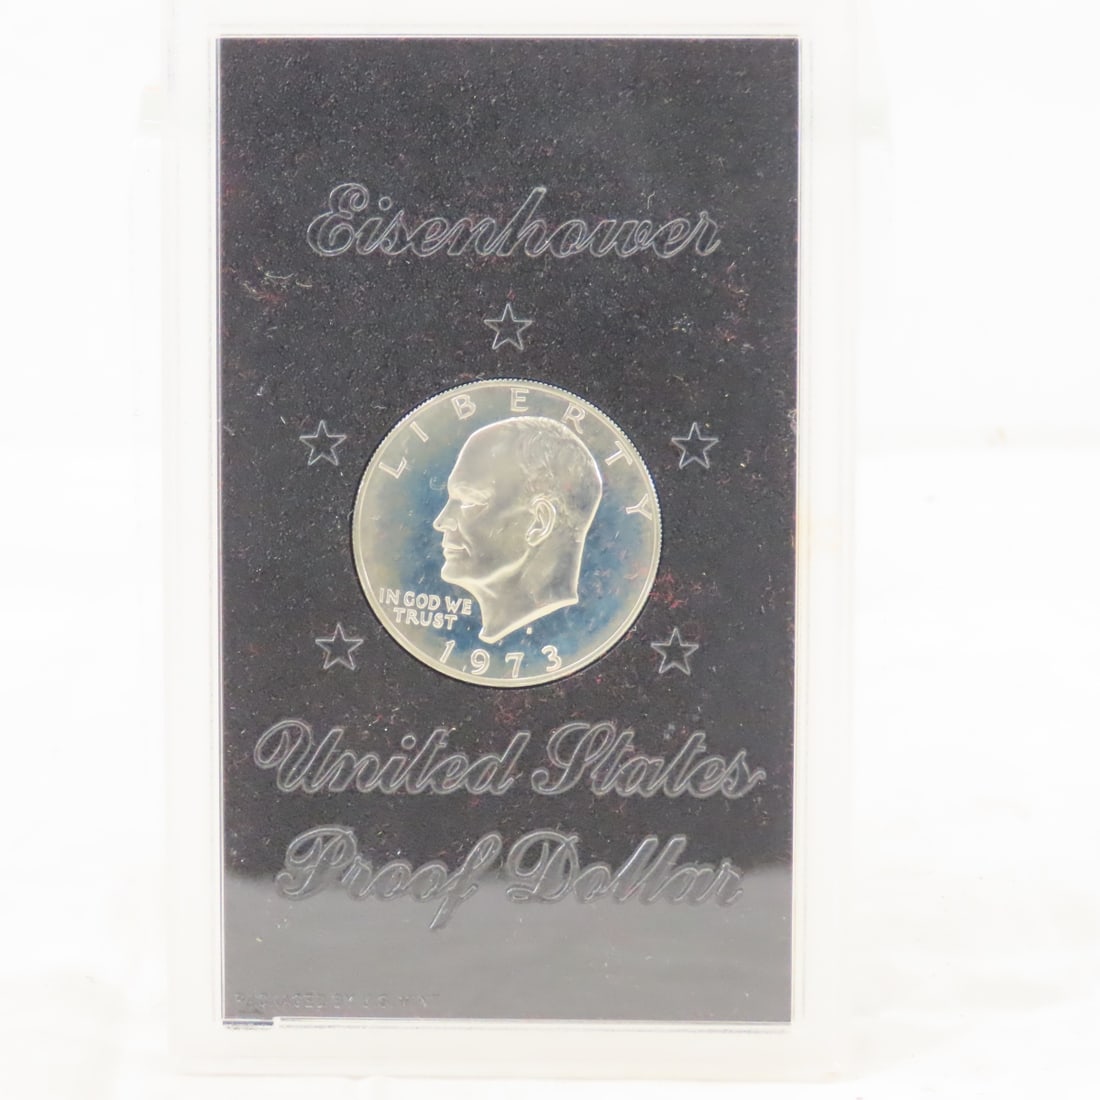 Eisenhower
LIBERTY
IN GOD WE
TRUST
S
1973
United States
Proof Dollar
PACKAGED BY U.S. MINT